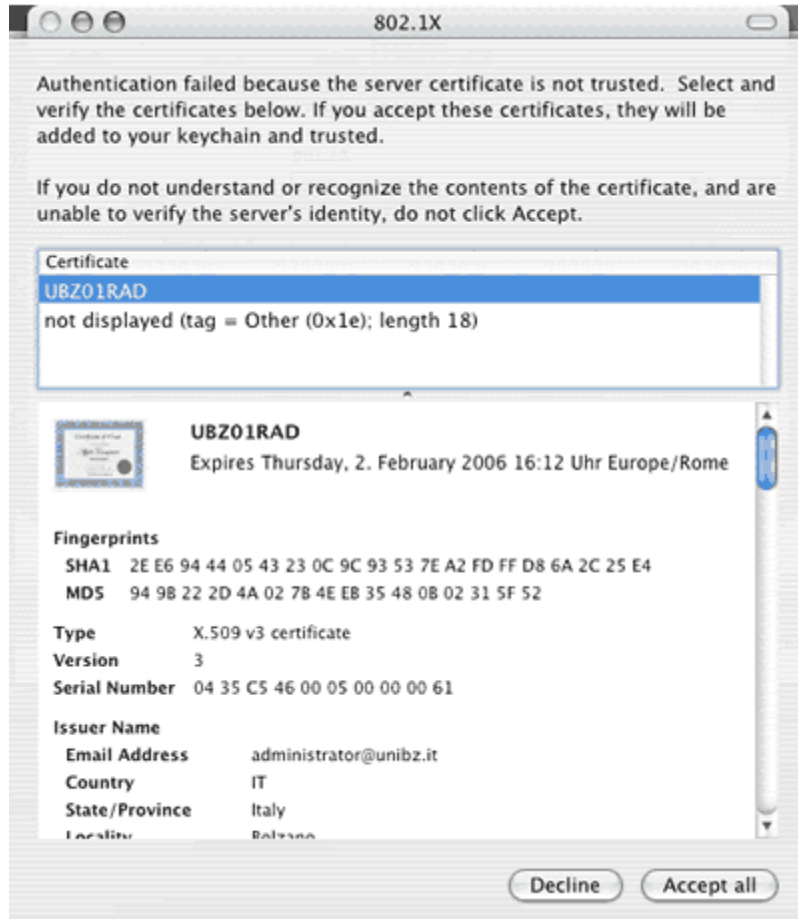 802.1X
Authentication failed because the server certificate is not trusted. Select and
verify the certificates below. If you accept these certificates, they will be
added to your keychain and trusted.
If you do not understand or recognize the contents of the certificate, and are
unable to verify the server's identity, do not click Accept.
Certificate
UBZ01RAD
not displayed (tag = Other (0x1e); length 18)
UBZ01RAD
Expires Thursday, 2. February 2006 16:12 Uhr Europe/Rome
Fingerprints
SHA1 2E E6 94 44 05 43 23 0C 9C 93 53 7E A2 FD FF D8 6A 2C 25 E4
MD5 94 9B 22 2D 4A 02 7B 4E EB 35 48 0B 02 31 5F 52
Type X.509 v3 certificate
Version 3
Serial Number 04 35 C5 46 00 05 00 00 00 61
Issuer Name
Email Address administrator@unibz.it
Country IT
State/Province Italy
Locality Bolzano
Decline Accept all